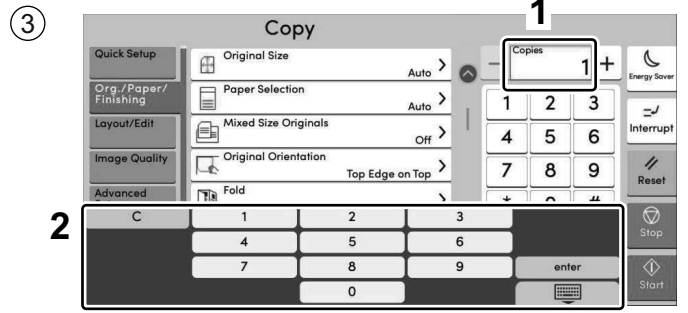 3
1
Copy
Quick Setup
Org./Paper/
Finishing
Layout/Edit
Image Quality
Advanced
Original Size
Auto
Paper Selection
Auto
Mixed Size Originals
Off
Original Orientation
Top Edge on Top
Fold
Copies
− 1 +
1 2 3
4 5 6
7 8 9
* 0 #
Energy Saver
Interrupt
Reset
Stop
Start
2
C 1 2 3
4 5 6
7 8 9 enter
0